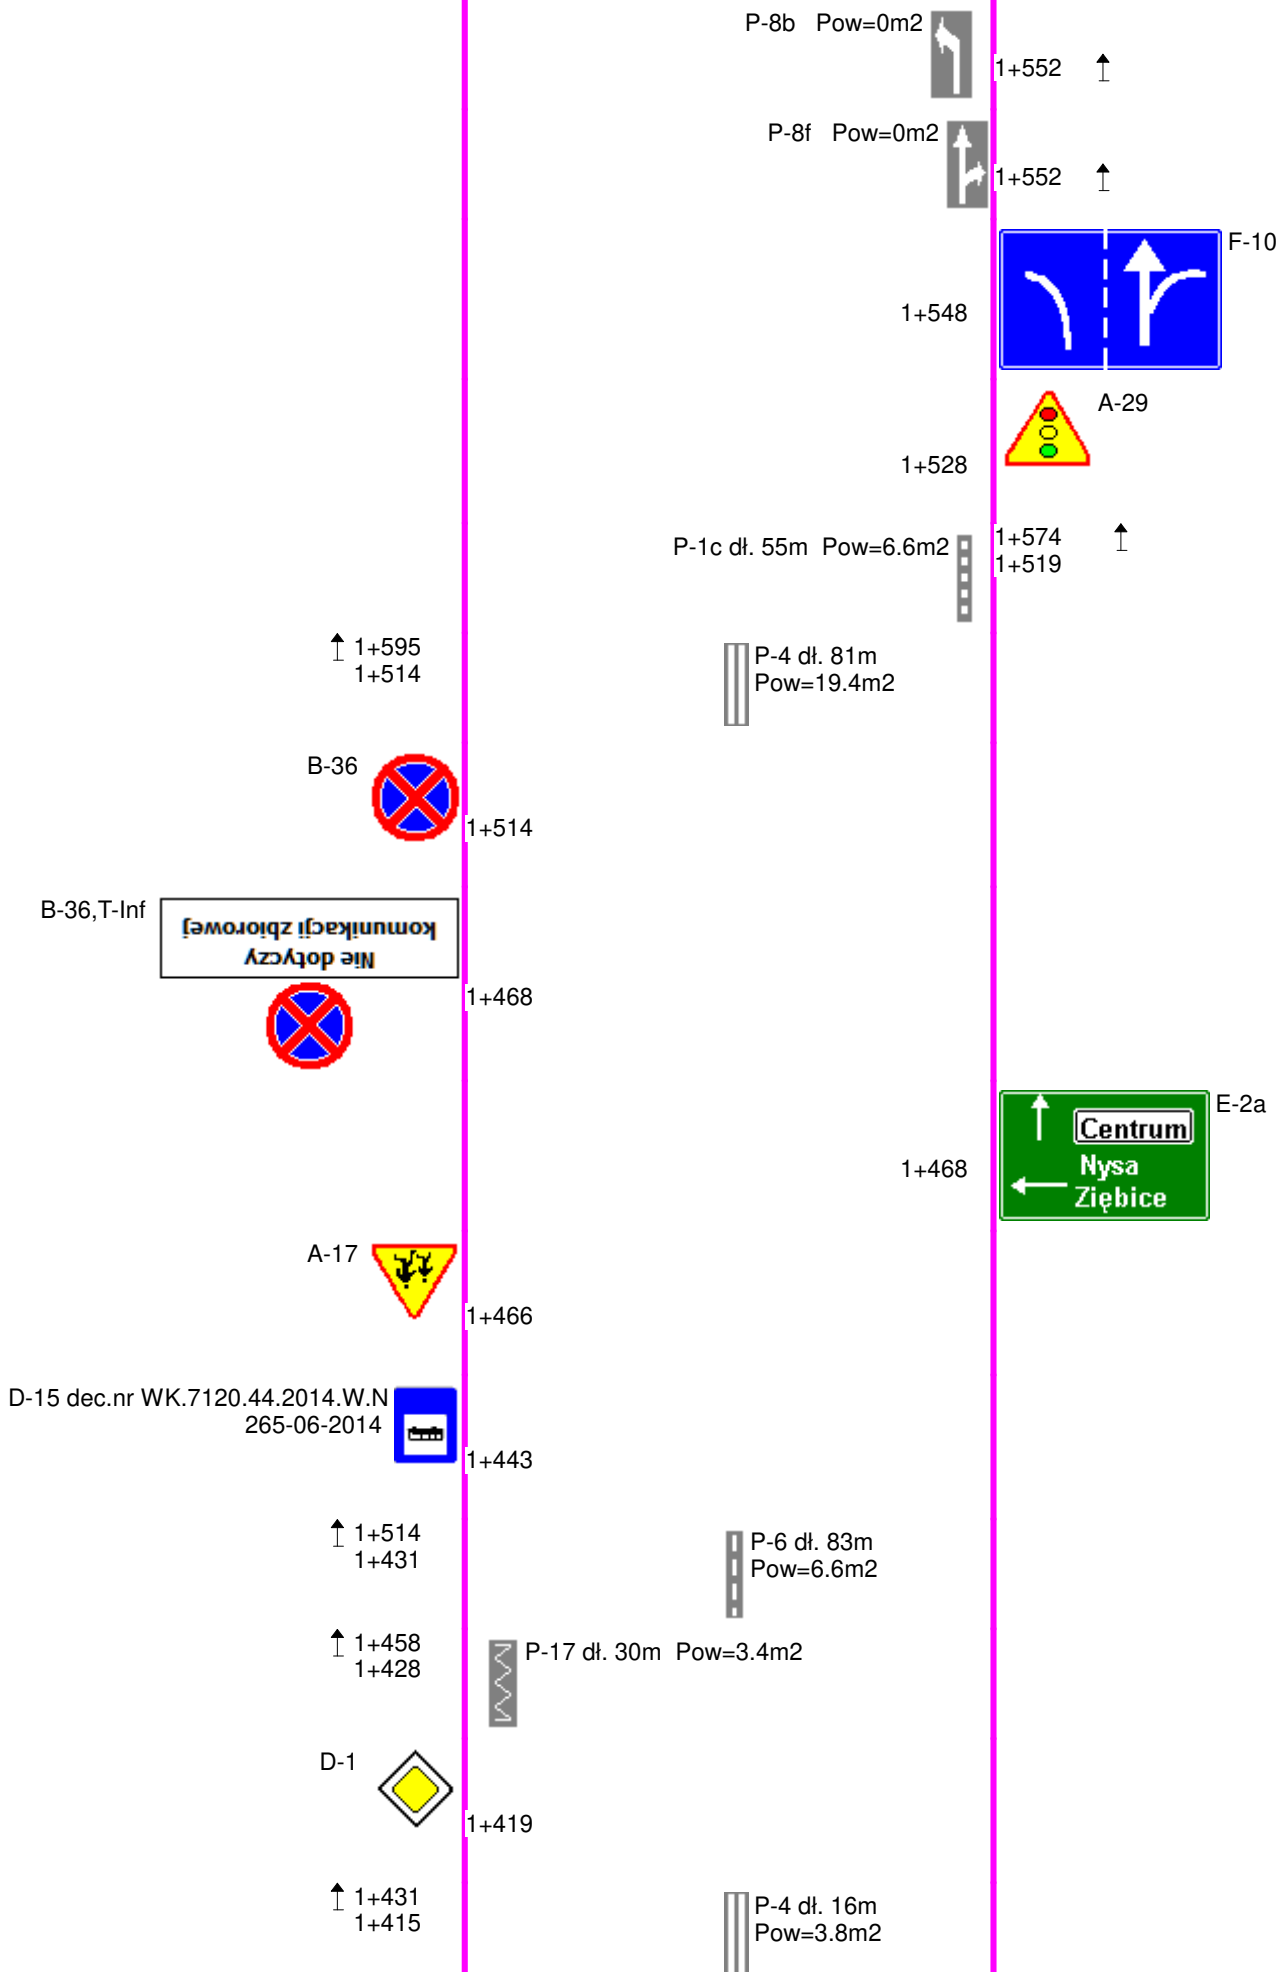 P-8b Pow=0m2
1+552
P-8f Pow=0m2
1+552
F-10
1+548
A-29
1+528
P-1c dł. 55m Pow=6.6m2
1+574
1+519
1+595
1+514
P-4 dł. 81m
Pow=19.4m2
B-36
1+514
B-36,T-Inf
Nie dotyczy
komunikacji zbiorowej
1+468
E-2a
Centrum
Nysa
Ziębice
1+468
A-17
1+466
D-15 dec.nr WK.7120.44.2014.W.N
265-06-2014
1+443
1+514
1+431
P-6 dł. 83m
Pow=6.6m2
1+458
1+428
P-17 dł. 30m Pow=3.4m2
D-1
1+419
1+431
1+415
P-4 dł. 16m
Pow=3.8m2